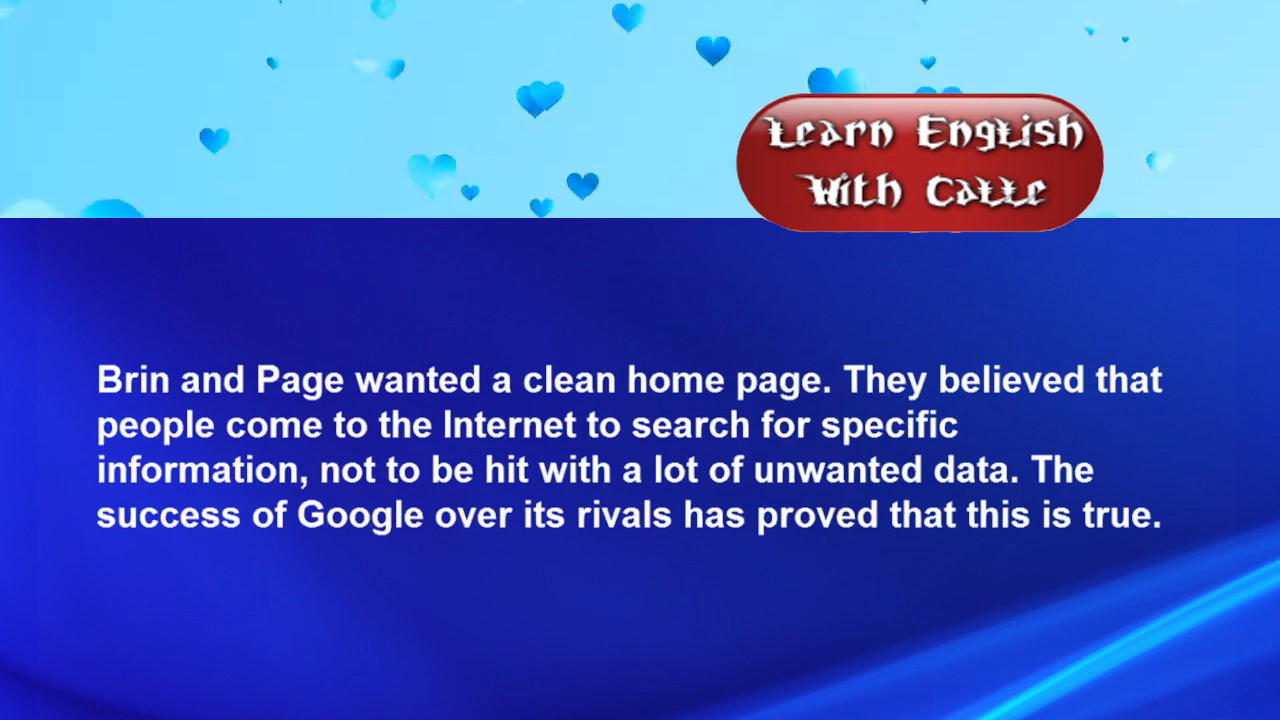 Learn English
With Calle
Brin and Page wanted a clean home page. They believed that
people come to the Internet to search for specific
information, not to be hit with a lot of unwanted data. The
success of Google over its rivals has proved that this is true.